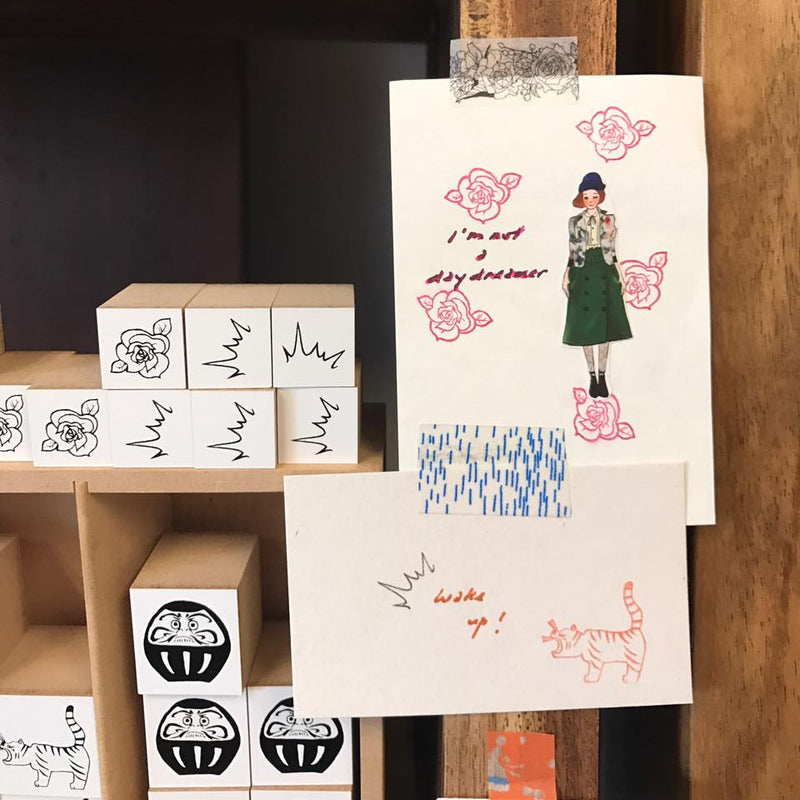 I'm not
a
daydreamer
wake
up!